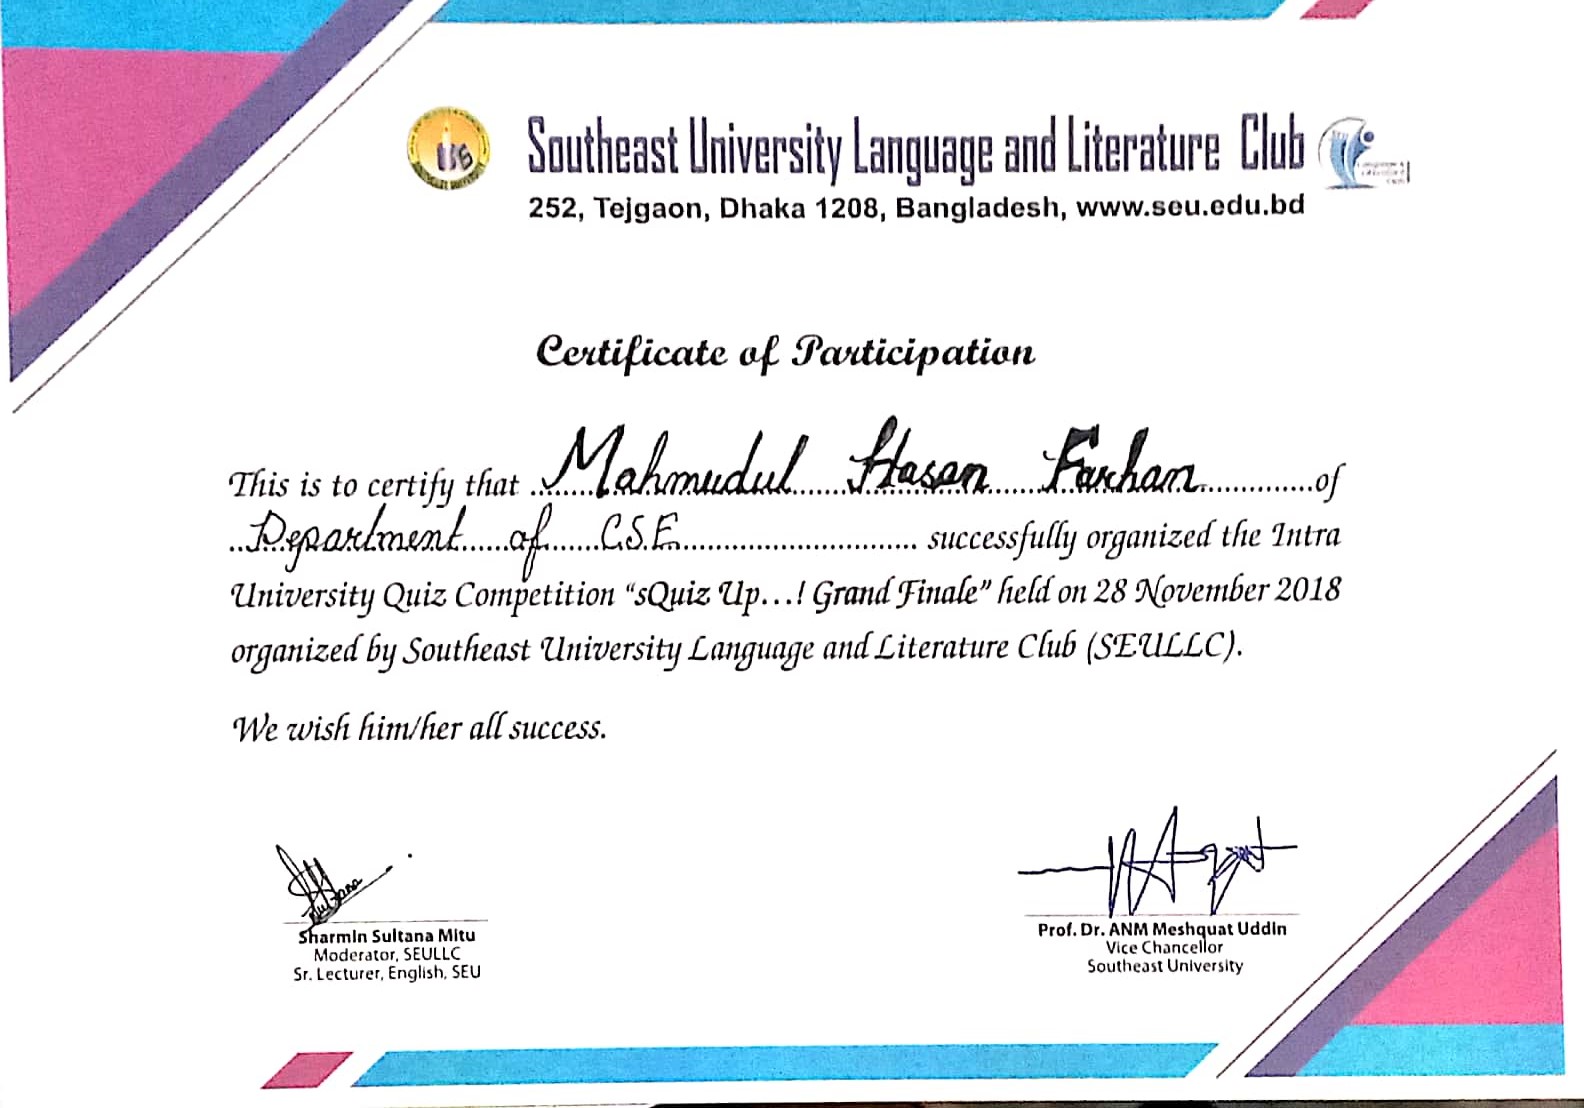 Southeast University Language and Literature Club
252, Tejgaon, Dhaka 1208, Bangladesh, www.seu.edu.bd
Certificate of Participation
This is to certify that ......Mahmudul Hasan Farhan..............of
..Department of CSE.............................. successfully organized the Intra
University Quiz Competition “sQuiz Up...! Grand Finale” held on 28 November 2018
organized by Southeast University Language and Literature Club (SEULLC).
We wish him/her all success.
Sharmin Sultana Mitu
Moderator, SEULLC
Sr. Lecturer, English, SEU
Prof. Dr. ANM Meshquat Uddin
Vice Chancellor
Southeast University